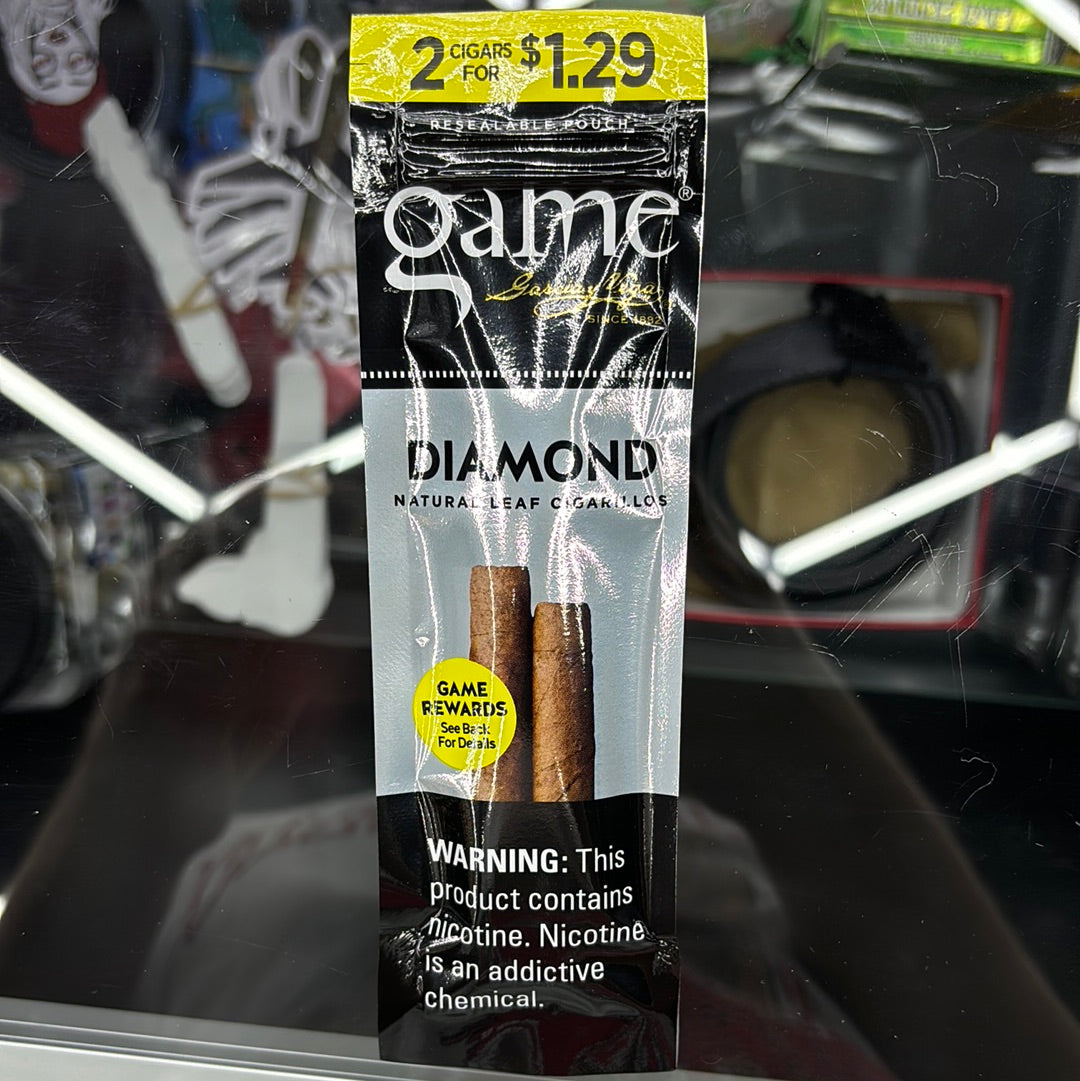 2 CIGARS FOR $1.29
RESEALABLE POUCH
game®
Garcia y Vega
SINCE 1892
DIAMOND
NATURAL LEAF CIGARILLOS
GAME
REWARDS
See Back
For Details
WARNING: This
product contains
nicotine. Nicotine
is an addictive
chemical.